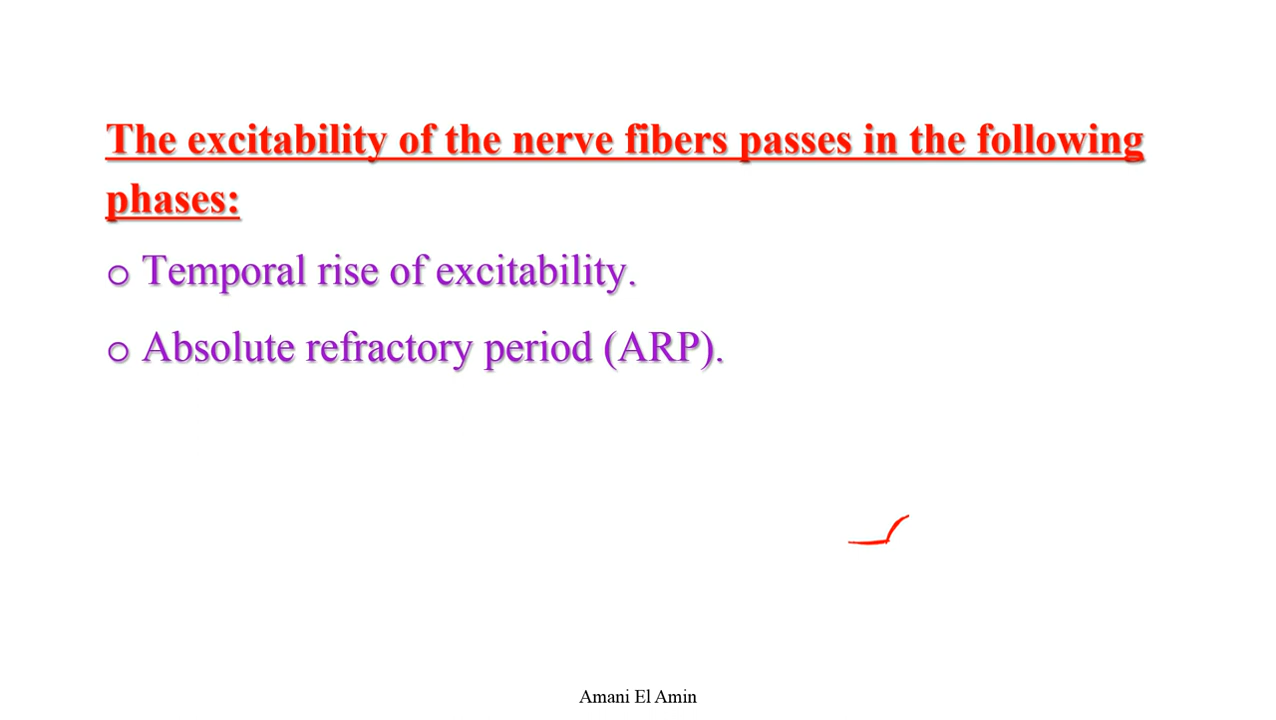 The excitability of the nerve fibers passes in the following
phases:
o Temporal rise of excitability.
o Absolute refractory period (ARP).
Amani El Amin